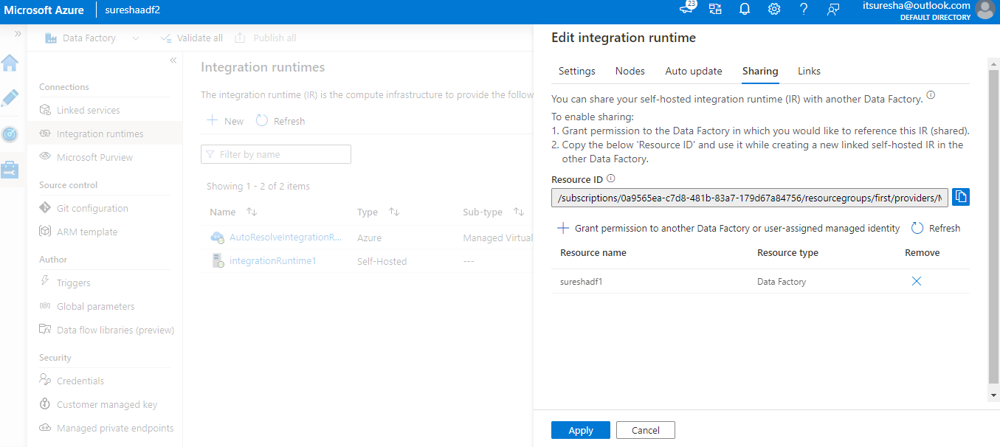 Microsoft Azure
sureshaadf2
23
itsuresha@outlook.com
DEFAULT DIRECTORY
Data Factory
Validate all
Publish all
Connections
Linked services
Integration runtimes
Microsoft Purview
Source control
Git configuration
ARM template
Author
Triggers
Global parameters
Data flow libraries (preview)
Security
Credentials
Customer managed key
Managed private endpoints
Integration runtimes
The integration runtime (IR) is the compute infrastructure to provide the follow
New
Refresh
Filter by name
Showing 1 - 2 of 2 items
Name Type Sub-type
AutoResolveIntegrationR... Azure Managed Virtual
integrationRuntime1 Self-Hosted ---
Edit integration runtime
Settings Nodes Auto update Sharing Links
You can share your self-hosted integration runtime (IR) with another Data Factory.
To enable sharing:
1. Grant permission to the Data Factory in which you would like to reference this IR (shared).
2. Copy the below 'Resource ID' and use it while creating a new linked self-hosted IR in the
other Data Factory.
Resource ID
/subscriptions/0a9565ea-c7d8-481b-83a7-179d67a84756/resourcegroups/first/providers/M
Grant permission to another Data Factory or user-assigned managed identity Refresh
Resource name Resource type Remove
sureshadf1 Data Factory
Apply Cancel